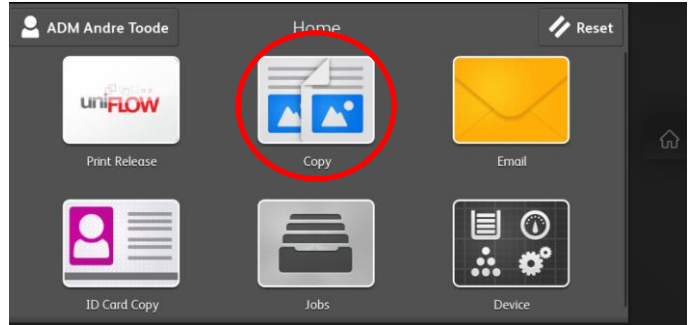 ADM Andre Toode
Home
Reset
uniFLOW
Print Release
Copy
Email
ID Card Copy
Jobs
Device